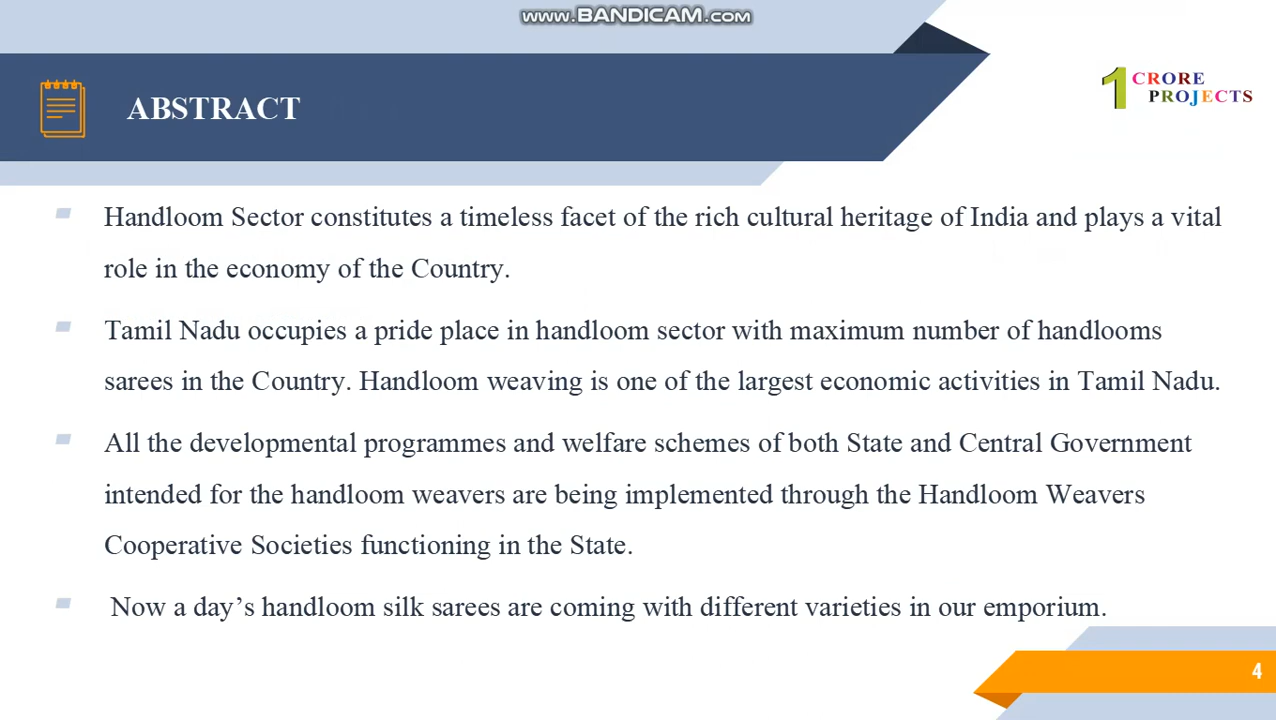 www.BANDICAM.com
ABSTRACT
1 CRORE
PROJECTS
Handloom Sector constitutes a timeless facet of the rich cultural heritage of India and plays a vital
role in the economy of the Country.
Tamil Nadu occupies a pride place in handloom sector with maximum number of handlooms
sarees in the Country. Handloom weaving is one of the largest economic activities in Tamil Nadu.
All the developmental programmes and welfare schemes of both State and Central Government
intended for the handloom weavers are being implemented through the Handloom Weavers
Cooperative Societies functioning in the State.
Now a day’s handloom silk sarees are coming with different varieties in our emporium.
4